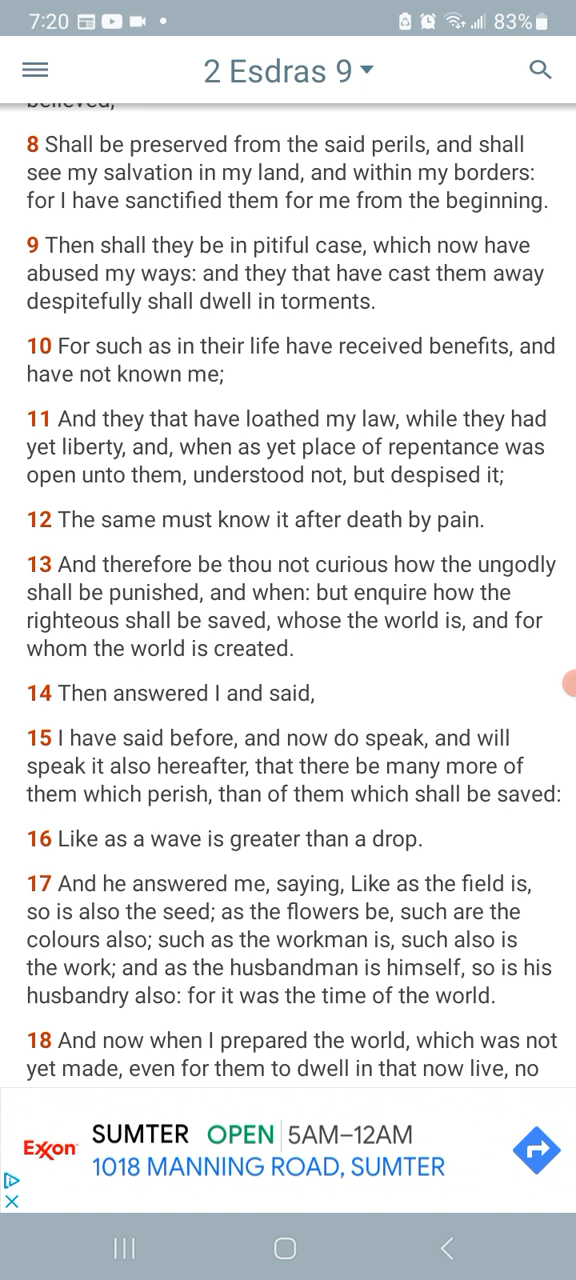 7:20
83%
2 Esdras 9
believed,
8 Shall be preserved from the said perils, and shall
see my salvation in my land, and within my borders:
for I have sanctified them for me from the beginning.
9 Then shall they be in pitiful case, which now have
abused my ways: and they that have cast them away
despitefully shall dwell in torments.
10 For such as in their life have received benefits, and
have not known me;
11 And they that have loathed my law, while they had
yet liberty, and, when as yet place of repentance was
open unto them, understood not, but despised it;
12 The same must know it after death by pain.
13 And therefore be thou not curious how the ungodly
shall be punished, and when: but enquire how the
righteous shall be saved, whose the world is, and for
whom the world is created.
14 Then answered I and said,
15 I have said before, and now do speak, and will
speak it also hereafter, that there be many more of
them which perish, than of them which shall be saved:
16 Like as a wave is greater than a drop.
17 And he answered me, saying, Like as the field is,
so is also the seed; as the flowers be, such are the
colours also; such as the workman is, such also is
the work; and as the husbandman is himself, so is his
husbandry also: for it was the time of the world.
18 And now when I prepared the world, which was not
yet made, even for them to dwell in that now live, no
Exxon
SUMTER OPEN 5AM–12AM
1018 MANNING ROAD, SUMTER